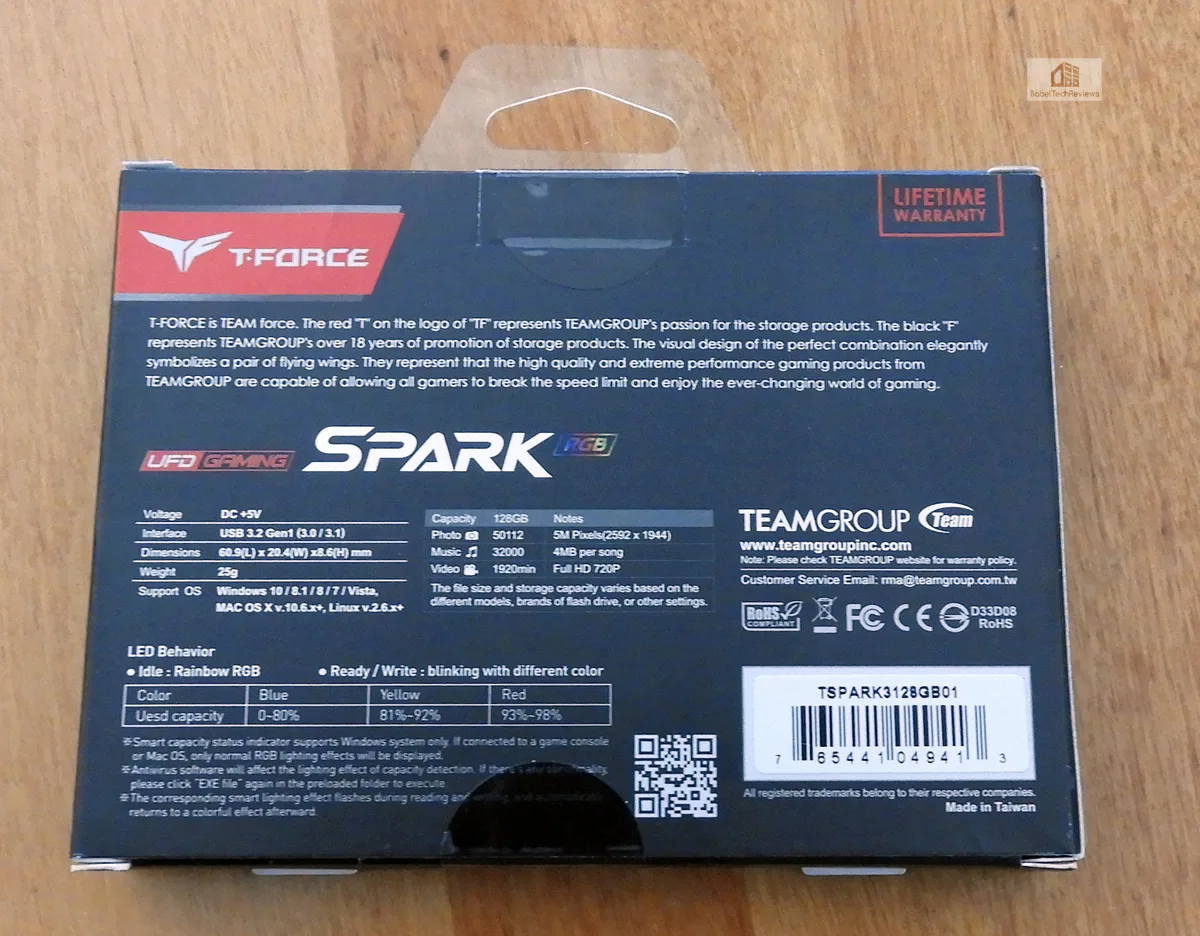 BabelTechReviews
LIFETIME
WARRANTY
T-FORCE
T-FORCE is TEAM force. The red "T" on the logo of "TF" represents TEAMGROUP's passion for the storage products. The black "F"
represents TEAMGROUP's over 18 years of promotion of storage products. The visual design of the perfect combination elegantly
symbolizes a pair of flying wings. They represent that the high quality and extreme performance gaming products from
TEAMGROUP are capable of allowing all gamers to break the speed limit and enjoy the ever-changing world of gaming.
UFD GAMING SPARK RGB
Voltage DC +5V
Interface USB 3.2 Gen1 (3.0 / 3.1)
Dimensions 60.9(L) x 20.4(W) x8.6(H) mm
Weight 25g
Support OS Windows 10 / 8.1 / 8 / 7 / Vista,
MAC OS X v.10.6.x+, Linux v.2.6.x+
Capacity 128GB Notes
Photo 50112 5M Pixels(2592 x 1944)
Music 32000 4MB per song
Video 1920min Full HD 720P
The file size and storage capacity varies based on the
different models, brands of flash drive, or other settings.
TEAMGROUP Team
www.teamgroupinc.com
Note: Please check TEAMGROUP website for warranty policy.
Customer Service Email: rma@teamgroup.com.tw
RoHS COMPLIANT FC CE D33D08 RoHS
LED Behavior
• Idle : Rainbow RGB • Ready / Write : blinking with different color
Color Blue Yellow Red
Uesd capacity 0~80% 81%~92% 93%~98%
※Smart capacity status indicator supports Windows system only. If connected to a game console
or Mac OS, only normal RGB lighting effects will be displayed.
※Antivirus software will affect the lighting effect of capacity detection. If there's any
please click "EXE file" again in the preloaded folder to execute.
※The corresponding smart lighting effect flashes during reading and
returns to a colorful effect afterward.
TSPARK3128GB01
7 65441 04941 3
All registered trademarks belong to their respective companies.
Made in Taiwan